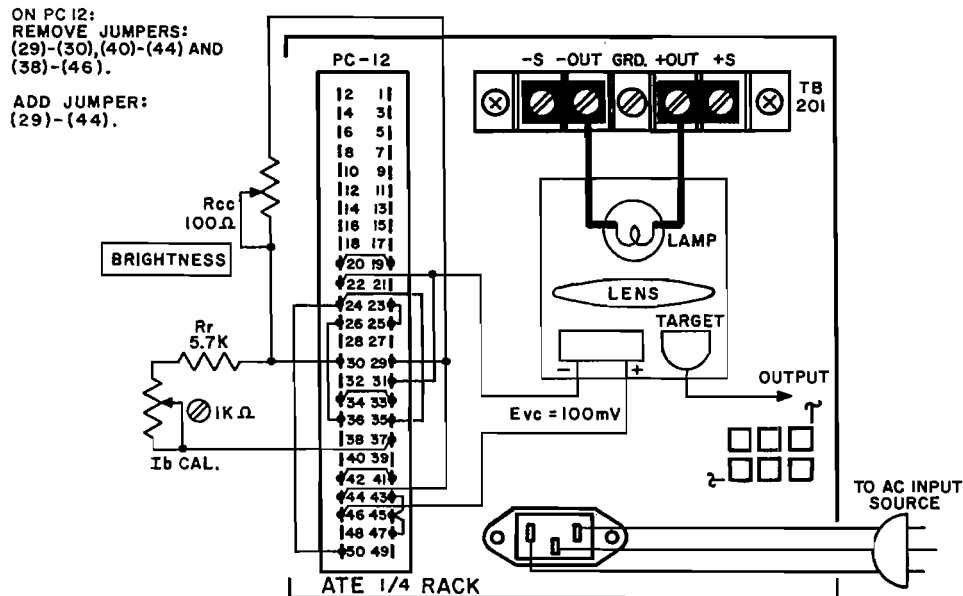 ON PC 12:
REMOVE JUMPERS:
(29)-(30),(40)-(44) AND
(38)-(46).
ADD JUMPER:
(29)-(44).
PC-12
2 1
4 3
6 5
8 7
10 9
12 11
14 13
16 15
18 17
20 19
22 21
24 23
26 25
28 27
30 29
32 31
34 33
36 35
38 37
40 39
42 41
44 43
46 45
48 47
50 49
-S -OUT GRD. +OUT +S
TB
201
Rcc
100Ω
BRIGHTNESS
Rr
5.7K
1KΩ
Ib CAL.
LAMP
LENS
TARGET
- +
Evc = 100mV
OUTPUT
TO AC INPUT
SOURCE
ATE 1/4 RACK